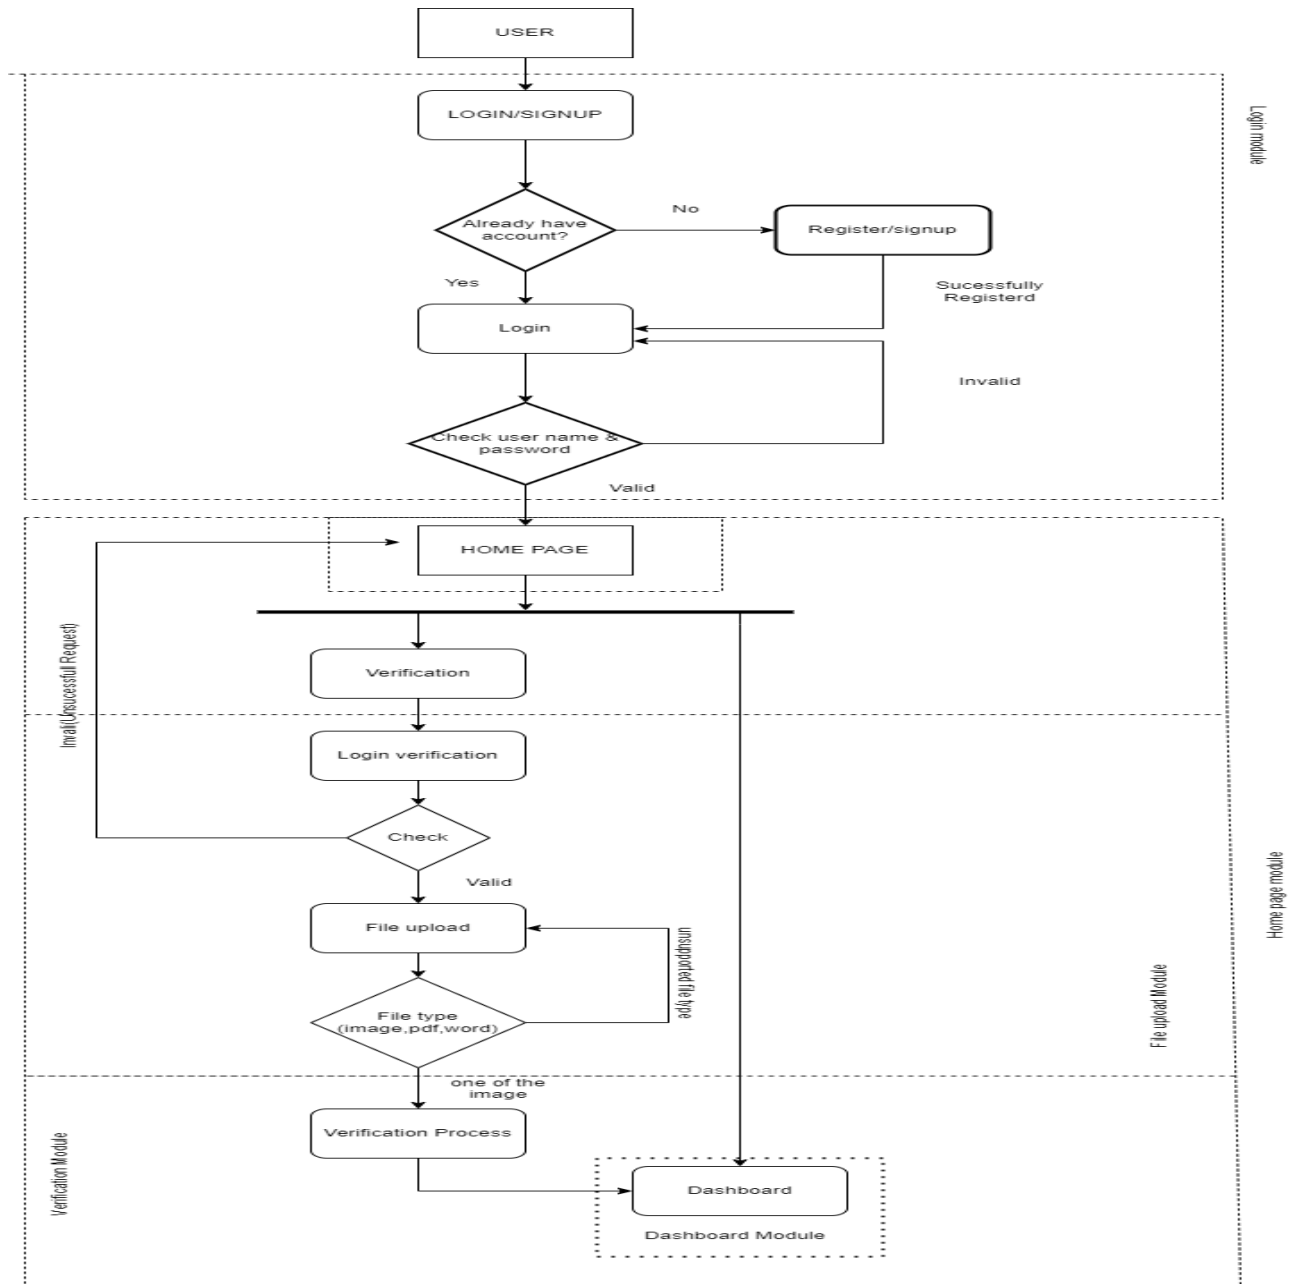 USER
LOGIN/SIGNUP
Login module
Already have
account?
No
Register/signup
Yes
Sucessfully
Registerd
Login
Invalid
Check user name &
password
Valid
HOME PAGE
Invali(Unsucessfull Request)
Verification
Login verification
Check
Valid
Home page module
File upload
unsupported file type
File type
(image,pdf,word)
File upload Module
one of the
image
Verification Process
Verification Module
Dashboard
Dashboard Module